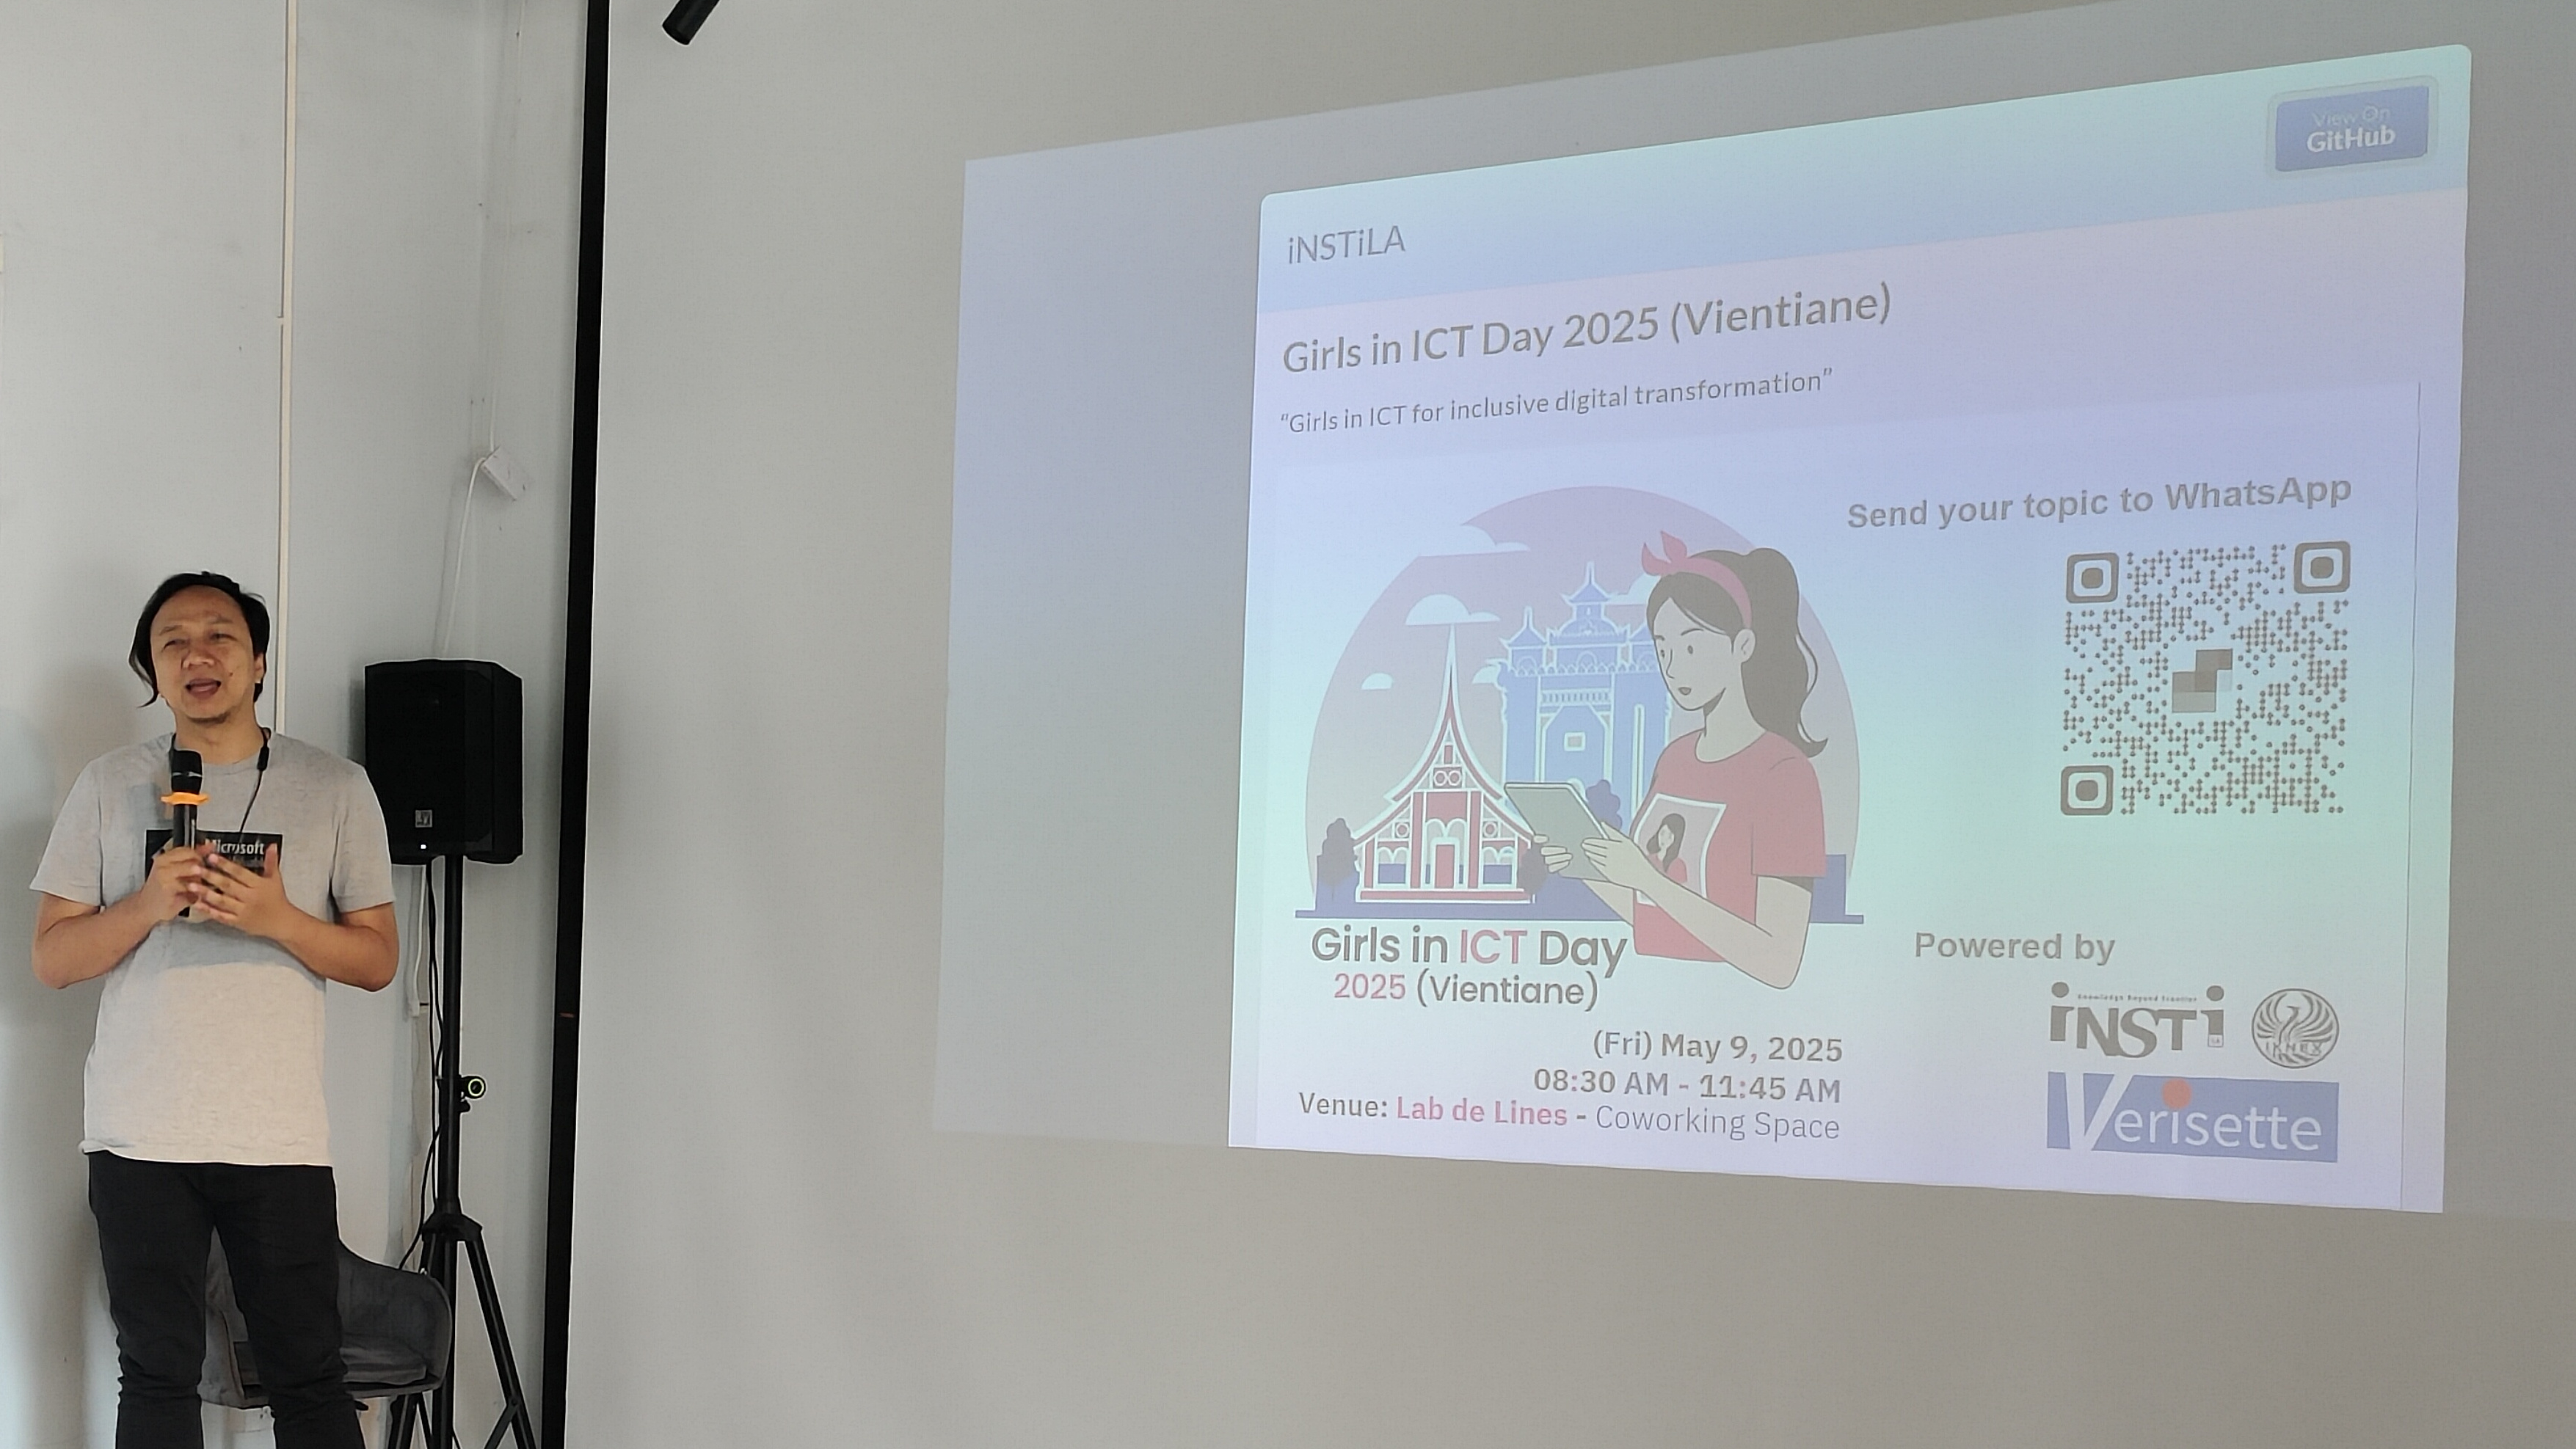 View On
GitHub
iNSTiLA
Girls in ICT Day 2025 (Vientiane)
“Girls in ICT for inclusive digital transformation”
Send your topic to WhatsApp
Girls in ICT Day
2025 (Vientiane)
(Fri) May 9, 2025
08:30 AM - 11:45 AM
Venue: Lab de Lines - Coworking Space
Powered by
Knowledge Beyond Frontier
iNSTi
Verisette
Microsoft